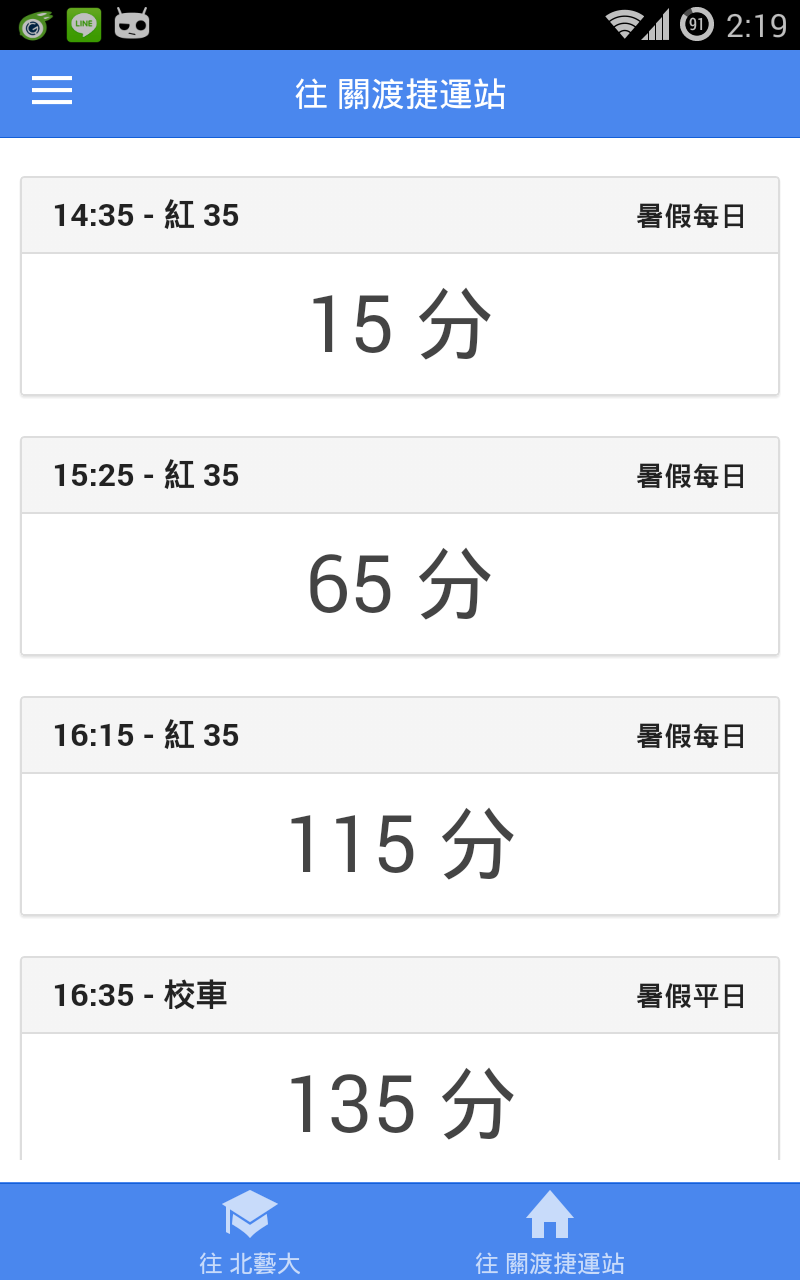 LINE
91
2:19
往 關渡捷運站
14:35 - 紅 35 暑假每日
15 分
15:25 - 紅 35 暑假每日
65 分
16:15 - 紅 35 暑假每日
115 分
16:35 - 校車 暑假平日
135 分
往 北藝大 往 關渡捷運站